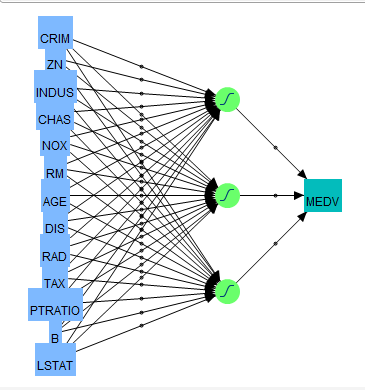 CRIM
ZN
INDUS
CHAS
NOX
RM
AGE
DIS
RAD
TAX
PTRATIO
B
LSTAT
MEDV